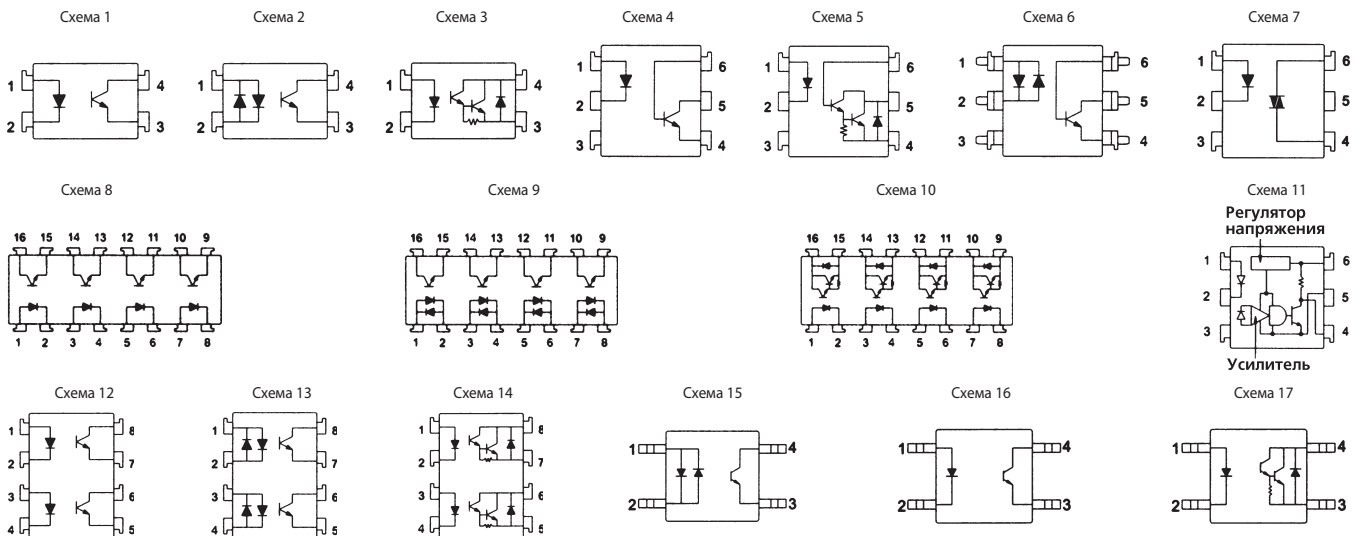 Схема 1
Схема 2
Схема 3
Схема 4
Схема 5
Схема 6
Схема 7
1 4
2 3
1 4
2 3
1 4
2 3
1 6
2 5
3 4
1 6
2 5
3 4
1 6
2 5
3 4
1 6
2 5
3 4
Схема 8
Схема 9
Схема 10
Схема 11
16 15 14 13 12 11 10 9
1 2 3 4 5 6 7 8
16 15 14 13 12 11 10 9
1 2 3 4 5 6 7 8
16 15 14 13 12 11 10 9
1 2 3 4 5 6 7 8
Регулятор
напряжения
1 6
2 5
3 4
Усилитель
Схема 12
Схема 13
Схема 14
Схема 15
Схема 16
Схема 17
1 8
2 7
3 6
4 5
1 8
2 7
3 6
4 5
1 8
2 7
3 6
4 5
1 4
2 3
1 4
2 3
1 4
2 3